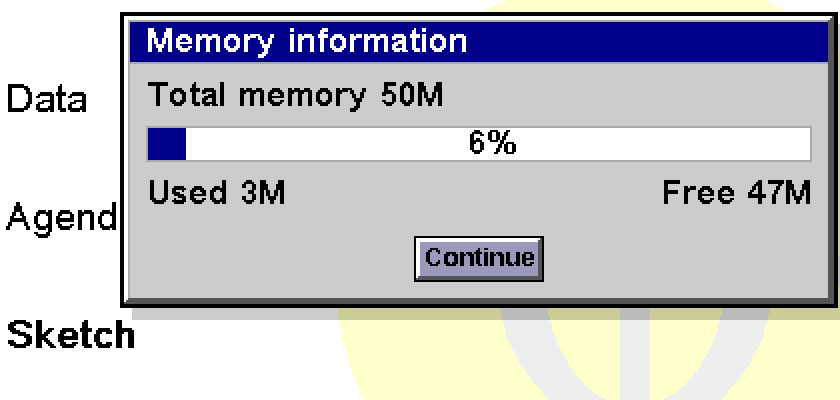 Memory information
Data
Total memory 50M
6%
Used 3M
Free 47M
Agend
Continue
Sketch